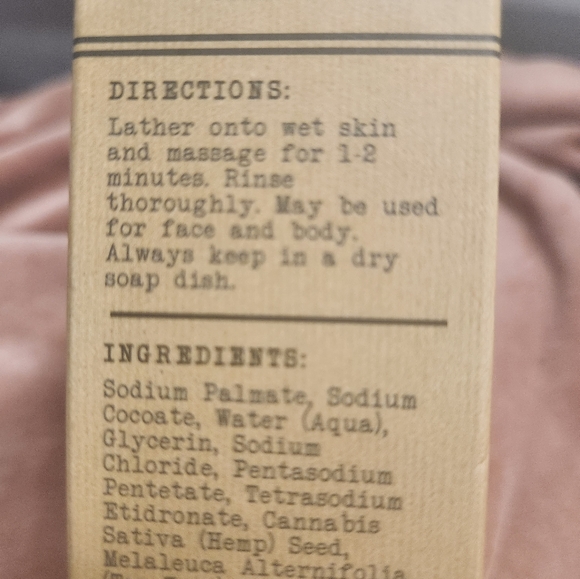 DIRECTIONS:
Lather onto wet skin
and massage for 1-2
minutes. Rinse
thoroughly. May be used
for face and body.
Always keep in a dry
soap dish.
INGREDIENTS:
Sodium Palmate, Sodium
Cocoate, Water (Aqua),
Glycerin, Sodium
Chloride, Pentasodium
Pentetate, Tetrasodium
Etidronate, Cannabis
Sativa (Hemp) Seed,
Melaleuca Alternifolia